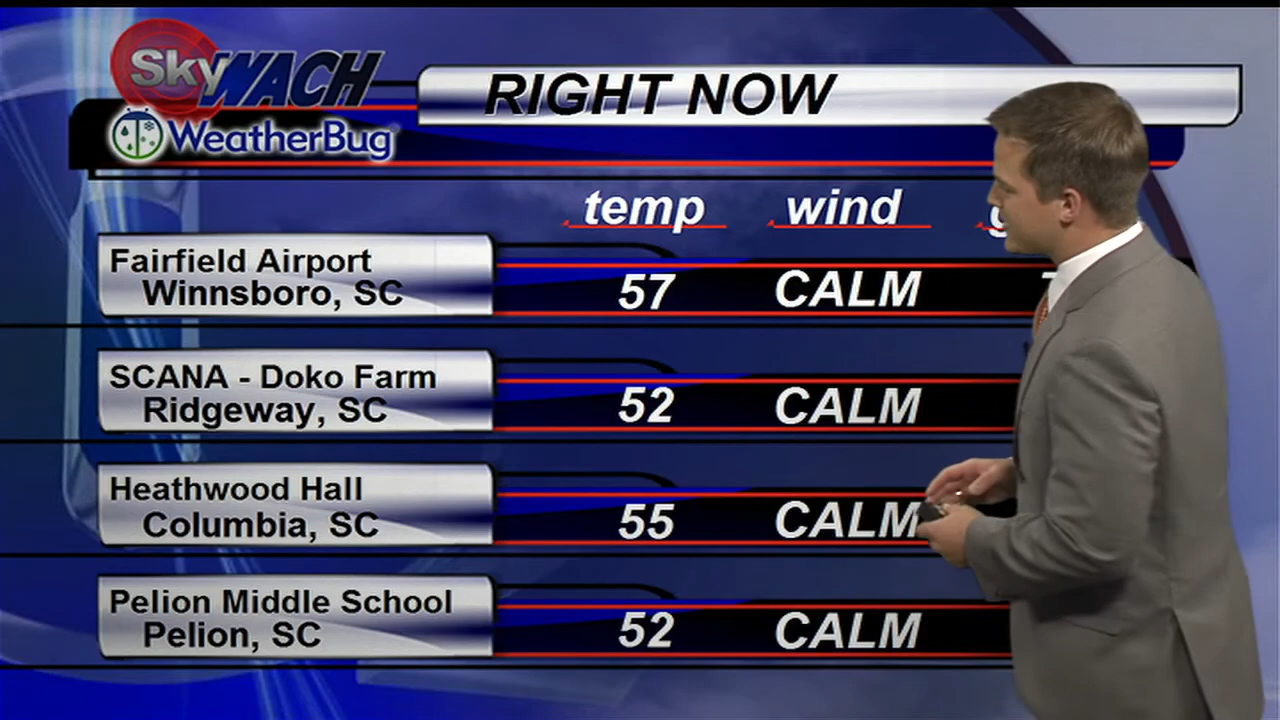 SkyWACH
WeatherBug
RIGHT NOW
temp wind
Fairfield Airport
Winnsboro, SC
57 CALM
SCANA - Doko Farm
Ridgeway, SC
52 CALM
Heathwood Hall
Columbia, SC
55 CALM
Pelion Middle School
Pelion, SC
52 CALM